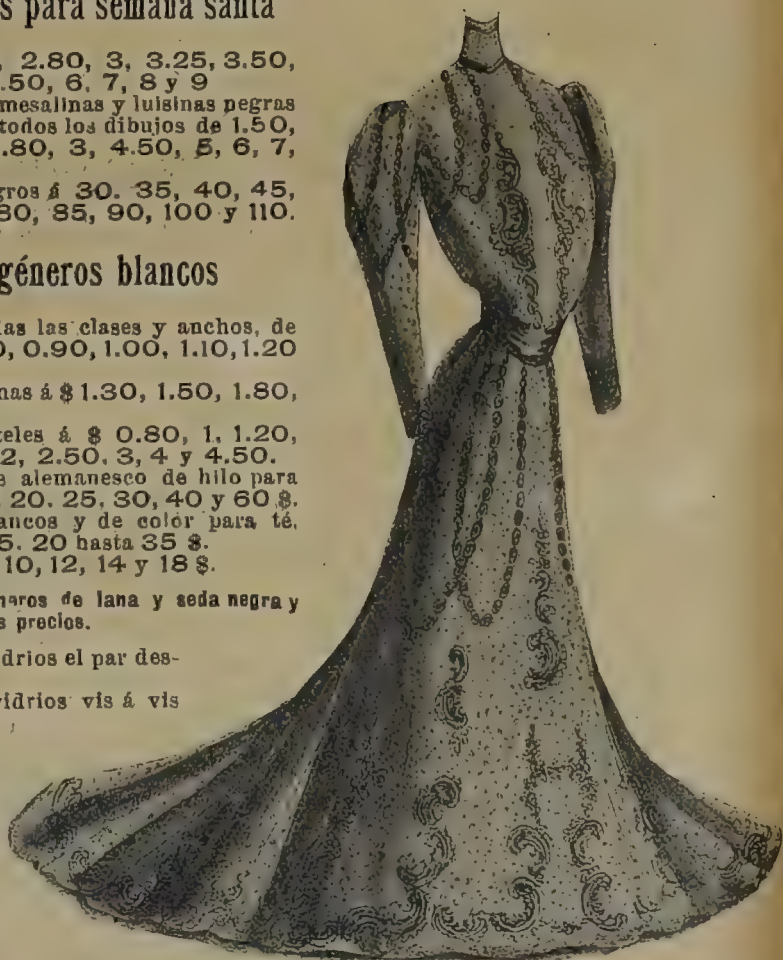 s para semana santa
, 2.80, 3, 3.25, 3.50,
.50, 6, 7, 8 y 9
mesalinas y luisinas pegras
todos los dibujos de 1.50,
.80, 3, 4.50, 5, 6, 7,
gros á 30. 35, 40, 45,
80, 85, 90, 100 y 110.
géneros blancos
las las clases y anchos, de
0, 0.90, 1.00, 1.10, 1.20
nas á $ 1.30, 1.50, 1.80,
teles á $ 0.80, 1, 1.20,
2, 2.50, 3, 4 y 4.50.
e alemanesco de hilo para
20. 25, 30, 40 y 60 $.
ancos y de color para té,
5. 20 hasta 35 $.
10, 12, 14 y 18 $.
neros de lana y seda negra y
s precios.
drios el par des-
vidrios vis á vis